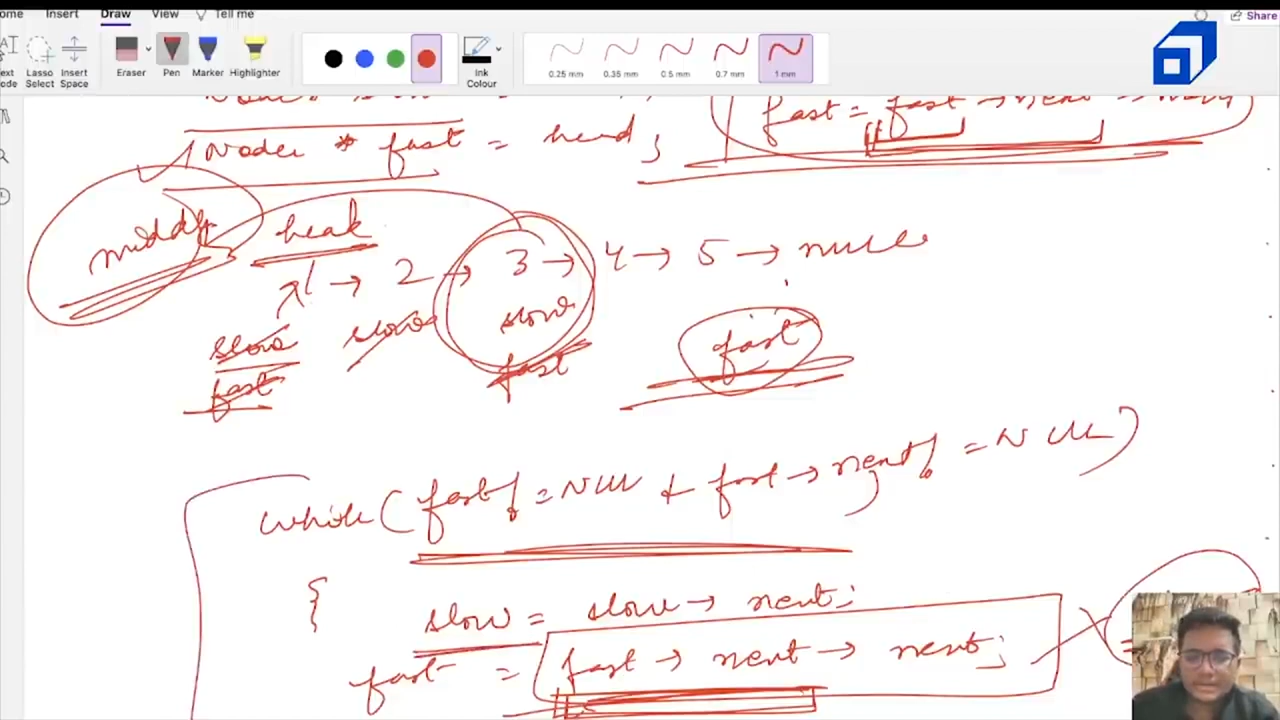 Insert Draw View Tell me
Share
Eraser Pen Marker Highlighter
Lasso Select
Insert Space
Ink Colour
0.25 mm 0.35 mm 0.5 mm 0.7 mm 1 mm
fast = fast → next → next
Node * fast = head ;
middle
head
1 → 2 → 3 → 4 → 5 → null
slow slow slow
fast fast fast
while ( fast != NULL & fast → next != NULL )
{
slow = slow → next ;
fast = fast → next → next ;